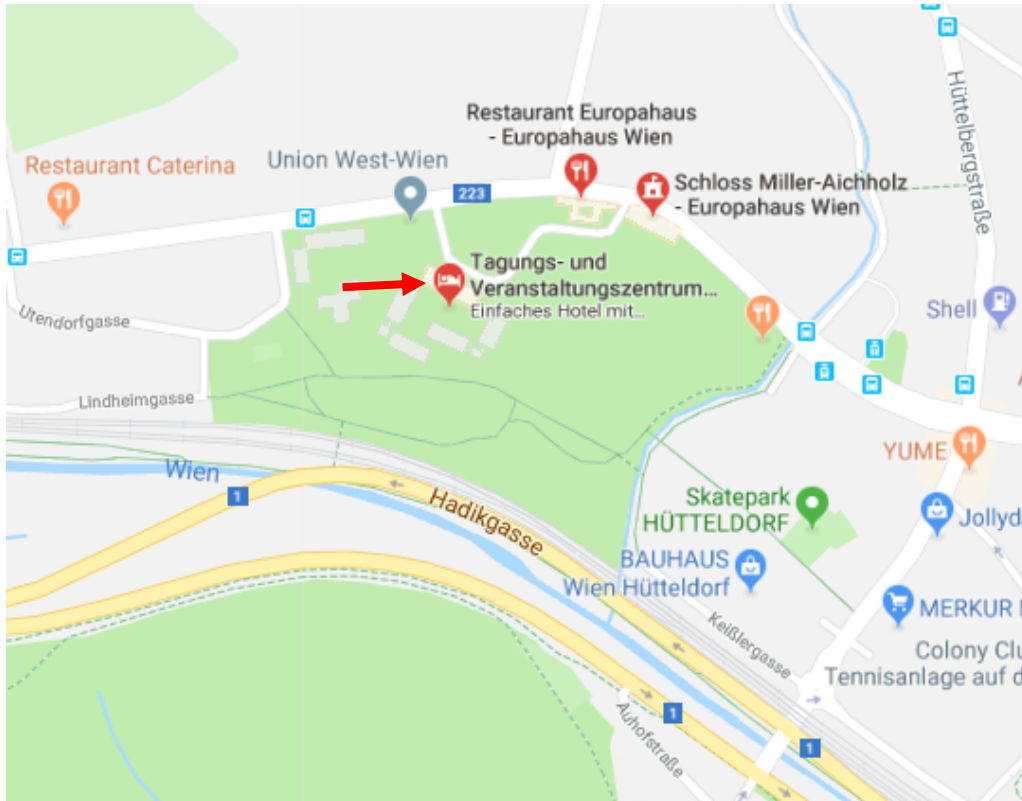 Hüttelbergstraße
Restaurant Europahaus
- Europahaus Wien
Restaurant Caterina
Union West-Wien
223
Schloss Miller-Aichholz
- Europahaus Wien
Tagungs- und
Veranstaltungszentrum...
Einfaches Hotel mit...
Utendorfgasse
Shell
Lindheimgasse
YUME
Wien
1
Hadikgasse
Skatepark
HÜTTELDORF
Jollyd
BAUHAUS
Wien Hütteldorf
MERKUR
Keißlergasse
Colony Clu
Tennisanlage auf d
Auhofstraße
1
1